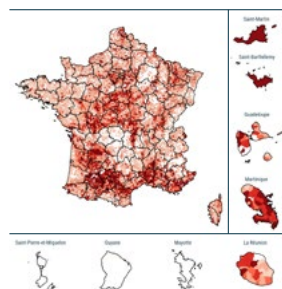 Saint-Martin
Saint-Barthélemy
Guadeloupe
Martinique
Saint-Pierre-et-Miquelon
Guyane
Mayotte
La Réunion